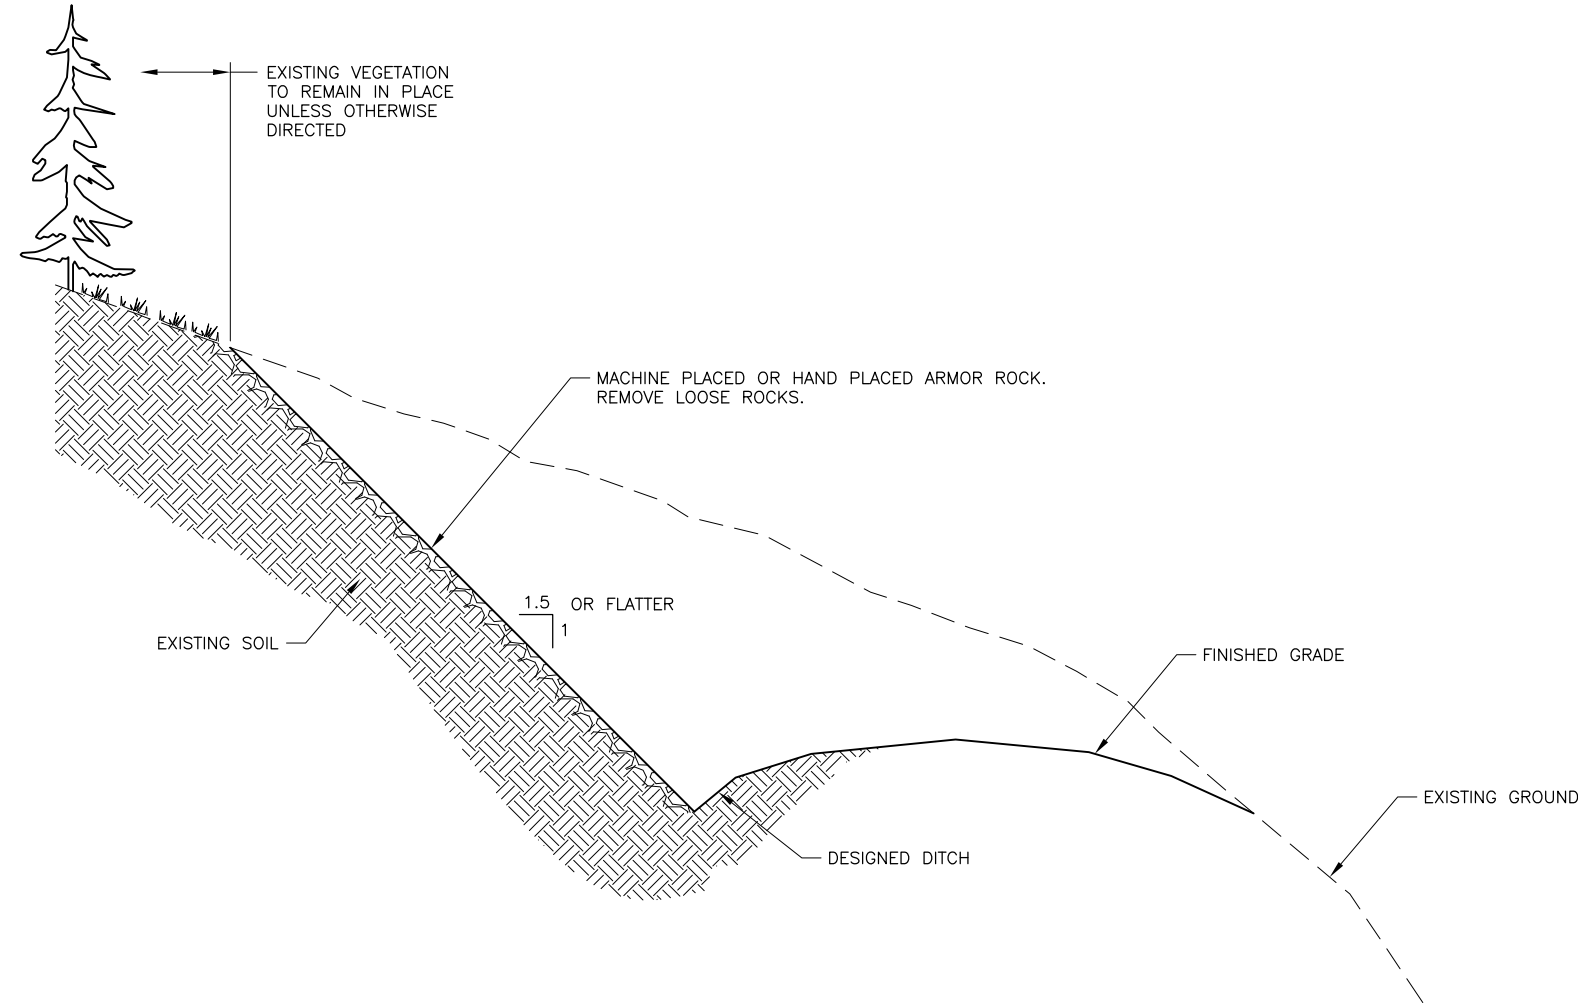 EXISTING VEGETATION
TO REMAIN IN PLACE
UNLESS OTHERWISE
DIRECTED
MACHINE PLACED OR HAND PLACED ARMOR ROCK.
REMOVE LOOSE ROCKS.
1.5 OR FLATTER
1
EXISTING SOIL
FINISHED GRADE
EXISTING GROUND
DESIGNED DITCH